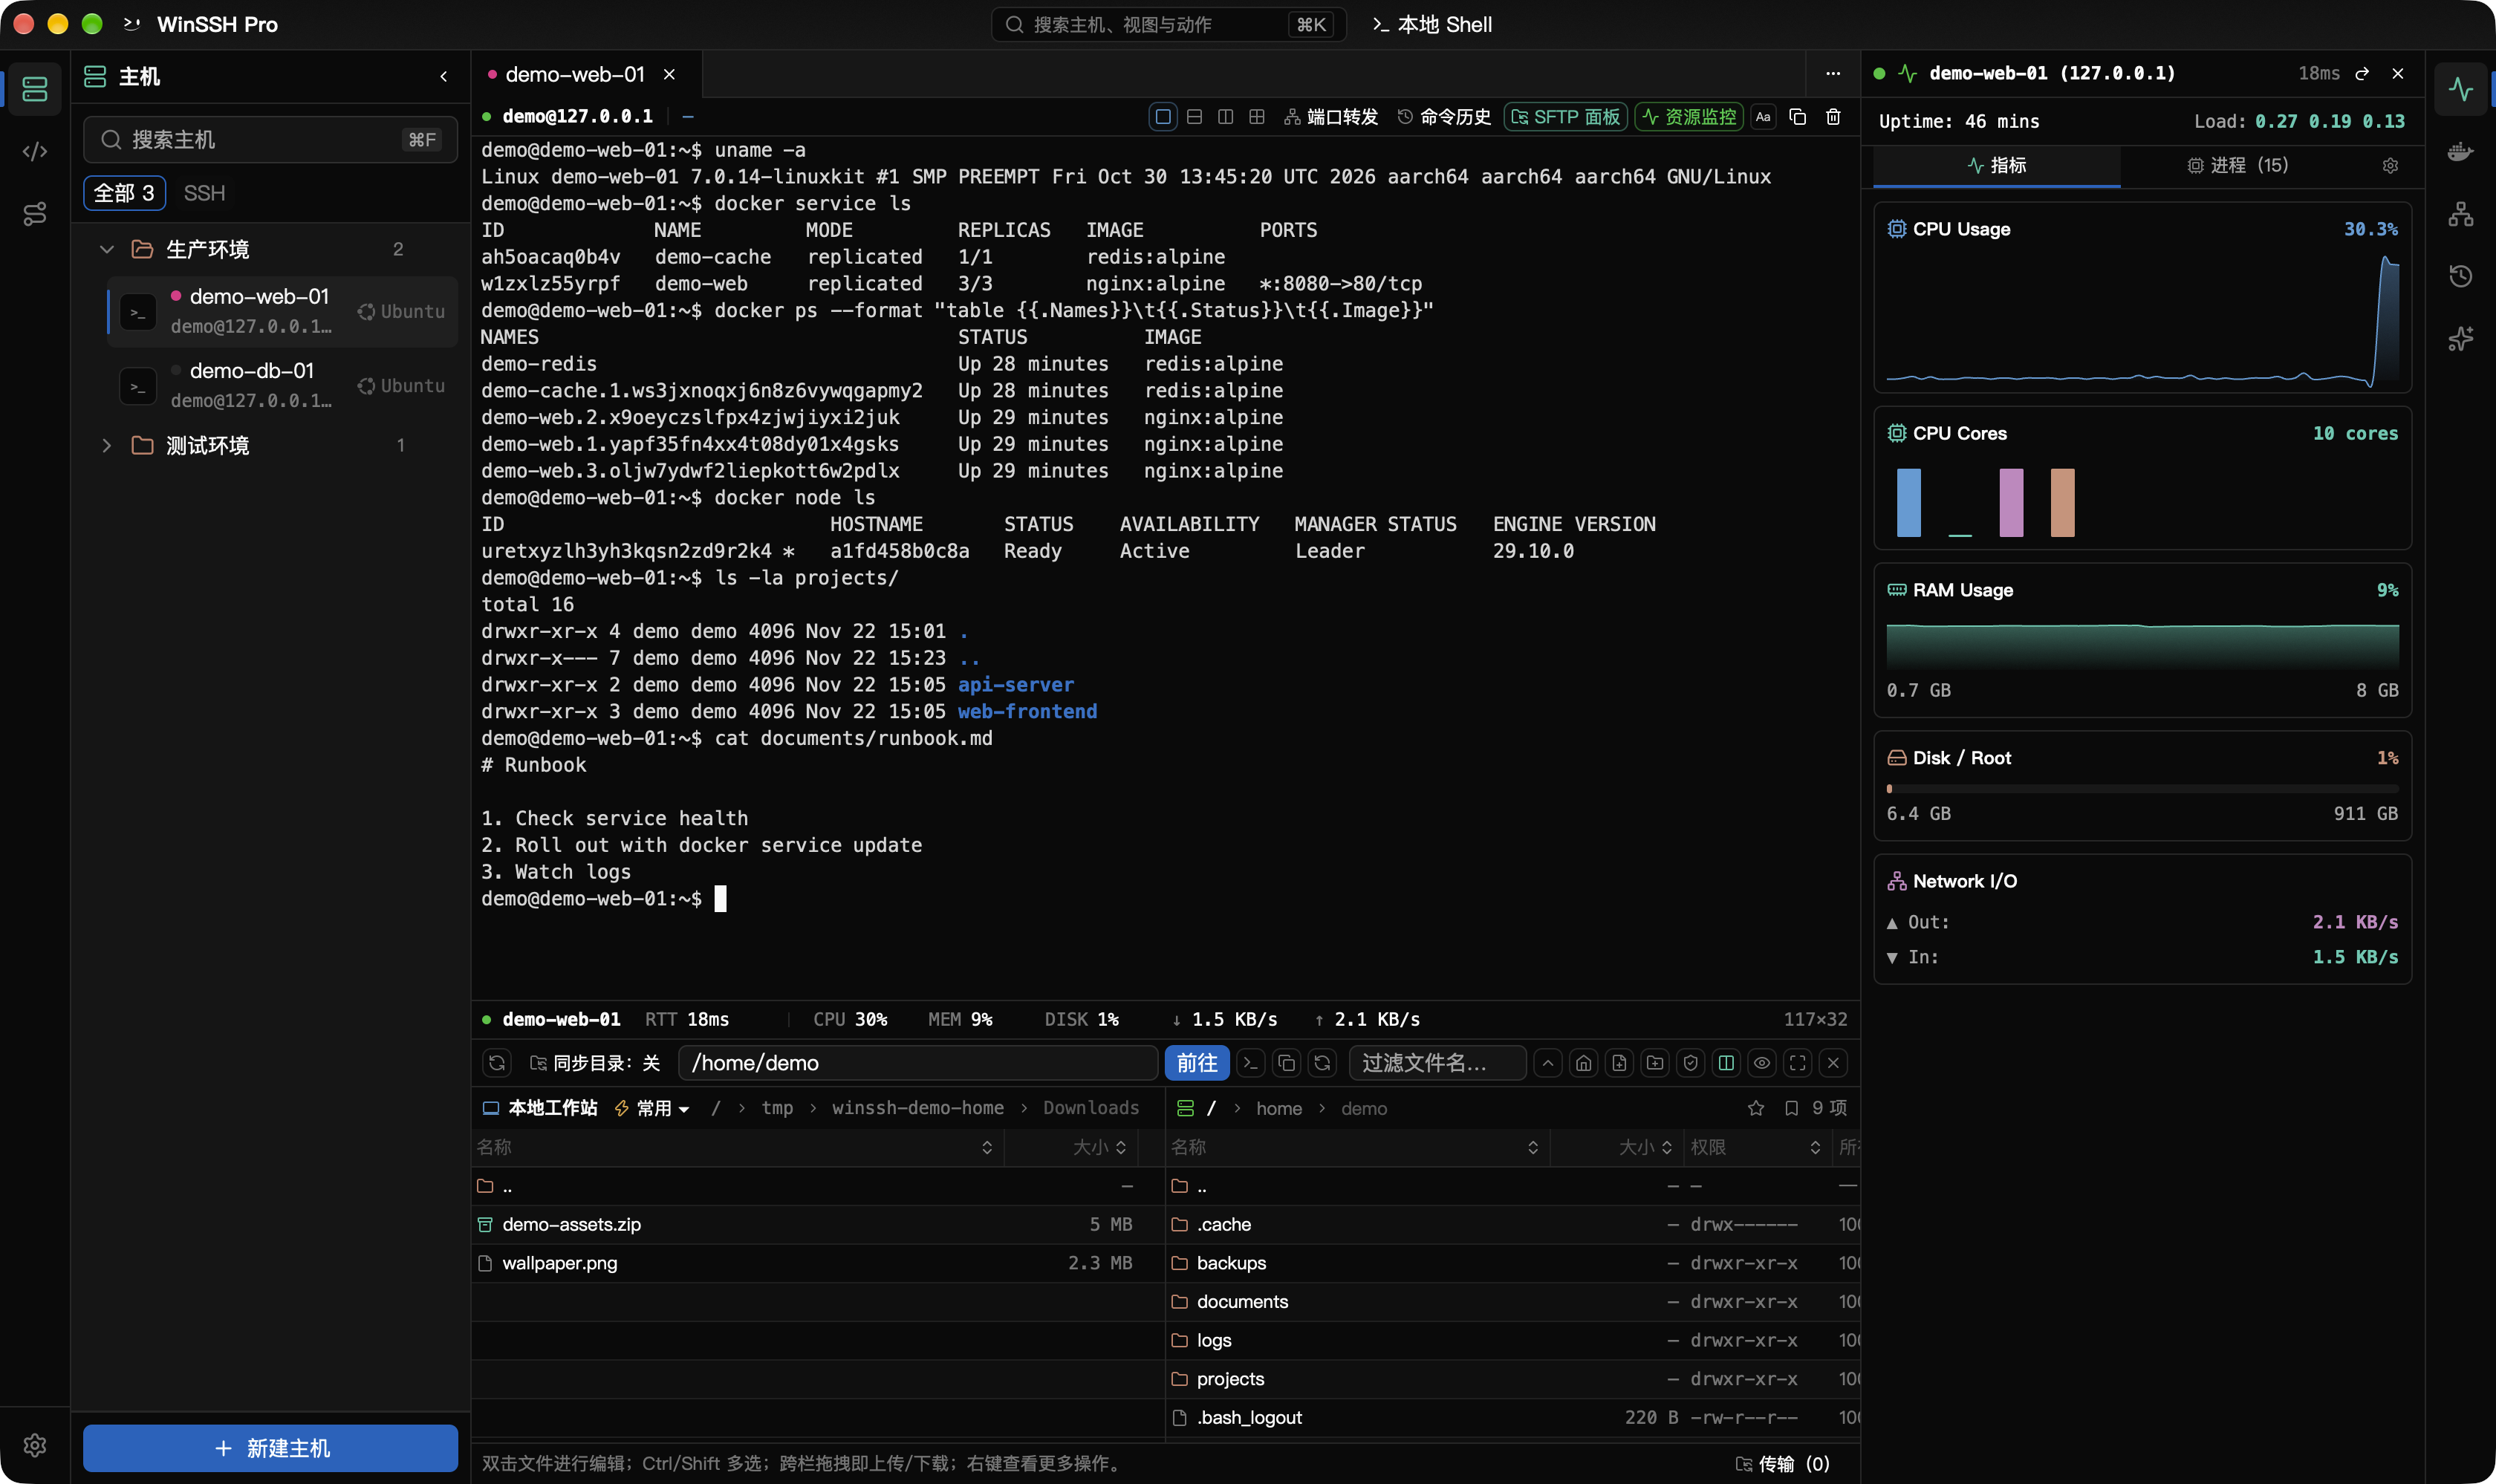 WinSSH Pro
搜索主机、视图与动作 ⌘K
>_ 本地 Shell
主机
搜索主机 ⌘F
全部 3 SSH
生产环境 2
demo-web-01
demo@127.0.0.1... Ubuntu
demo-db-01
demo@127.0.0.1... Ubuntu
测试环境 1
+ 新建主机
demo-web-01 ×
demo@127.0.0.1 —
端口转发 命令历史 SFTP 面板 资源监控 Aa
demo@demo-web-01:~$ uname -a
Linux demo-web-01 7.0.14-linuxkit #1 SMP PREEMPT Fri Oct 30 13:45:20 UTC 2026 aarch64 aarch64 aarch64 GNU/Linux
demo@demo-web-01:~$ docker service ls
ID NAME MODE REPLICAS IMAGE PORTS
ah5oacaq0b4v demo-cache replicated 1/1 redis:alpine
w1zxlz55yrpf demo-web replicated 3/3 nginx:alpine *:8080->80/tcp
demo@demo-web-01:~$ docker ps --format "table {{.Names}}\t{{.Status}}\t{{.Image}}"
NAMES STATUS IMAGE
demo-redis Up 28 minutes redis:alpine
demo-cache.1.ws3jxnoqxj6n8z6vywqgapmy2 Up 28 minutes redis:alpine
demo-web.2.x9oeyczslfpx4zjwjiyxi2juk Up 29 minutes nginx:alpine
demo-web.1.yapf35fn4xx4t08dy01x4gsks Up 29 minutes nginx:alpine
demo-web.3.oljw7ydwf2liepkott6w2pdlx Up 29 minutes nginx:alpine
demo@demo-web-01:~$ docker node ls
ID HOSTNAME STATUS AVAILABILITY MANAGER STATUS ENGINE VERSION
uretxyzlh3yh3kqsn2zd9r2k4 * a1fd458b0c8a Ready Active Leader 29.10.0
demo@demo-web-01:~$ ls -la projects/
total 16
drwxr-xr-x 4 demo demo 4096 Nov 22 15:01 .
drwxr-x--- 7 demo demo 4096 Nov 22 15:23 ..
drwxr-xr-x 2 demo demo 4096 Nov 22 15:05 api-server
drwxr-xr-x 3 demo demo 4096 Nov 22 15:05 web-frontend
demo@demo-web-01:~$ cat documents/runbook.md
# Runbook
1. Check service health
2. Roll out with docker service update
3. Watch logs
demo@demo-web-01:~$
demo-web-01 RTT 18ms CPU 30% MEM 9% DISK 1% ↓ 1.5 KB/s ↑ 2.1 KB/s 117×32
同步目录: 关 /home/demo 前往 过滤文件名...
本地工作站 常用 / > tmp > winssh-demo-home > Downloads
名称 大小
.. —
demo-assets.zip 5 MB
wallpaper.png 2.3 MB
/ > home > demo 9 项
名称 大小 权限
.. — — —
.cache — drwx------
backups — drwxr-xr-x
documents — drwxr-xr-x
logs — drwxr-xr-x
projects — drwxr-xr-x
.bash_logout 220 B -rw-r--r--
双击文件进行编辑; Ctrl/Shift 多选; 跨栏拖拽即上传/下载; 右键查看更多操作。
传输 (0)
demo-web-01 (127.0.0.1) 18ms
Uptime: 46 mins Load: 0.27 0.19 0.13
指标 进程 (15)
CPU Usage 30.3%
CPU Cores 10 cores
RAM Usage 9%
0.7 GB 8 GB
Disk / Root 1%
6.4 GB 911 GB
Network I/O
▲ Out: 2.1 KB/s
▼ In: 1.5 KB/s